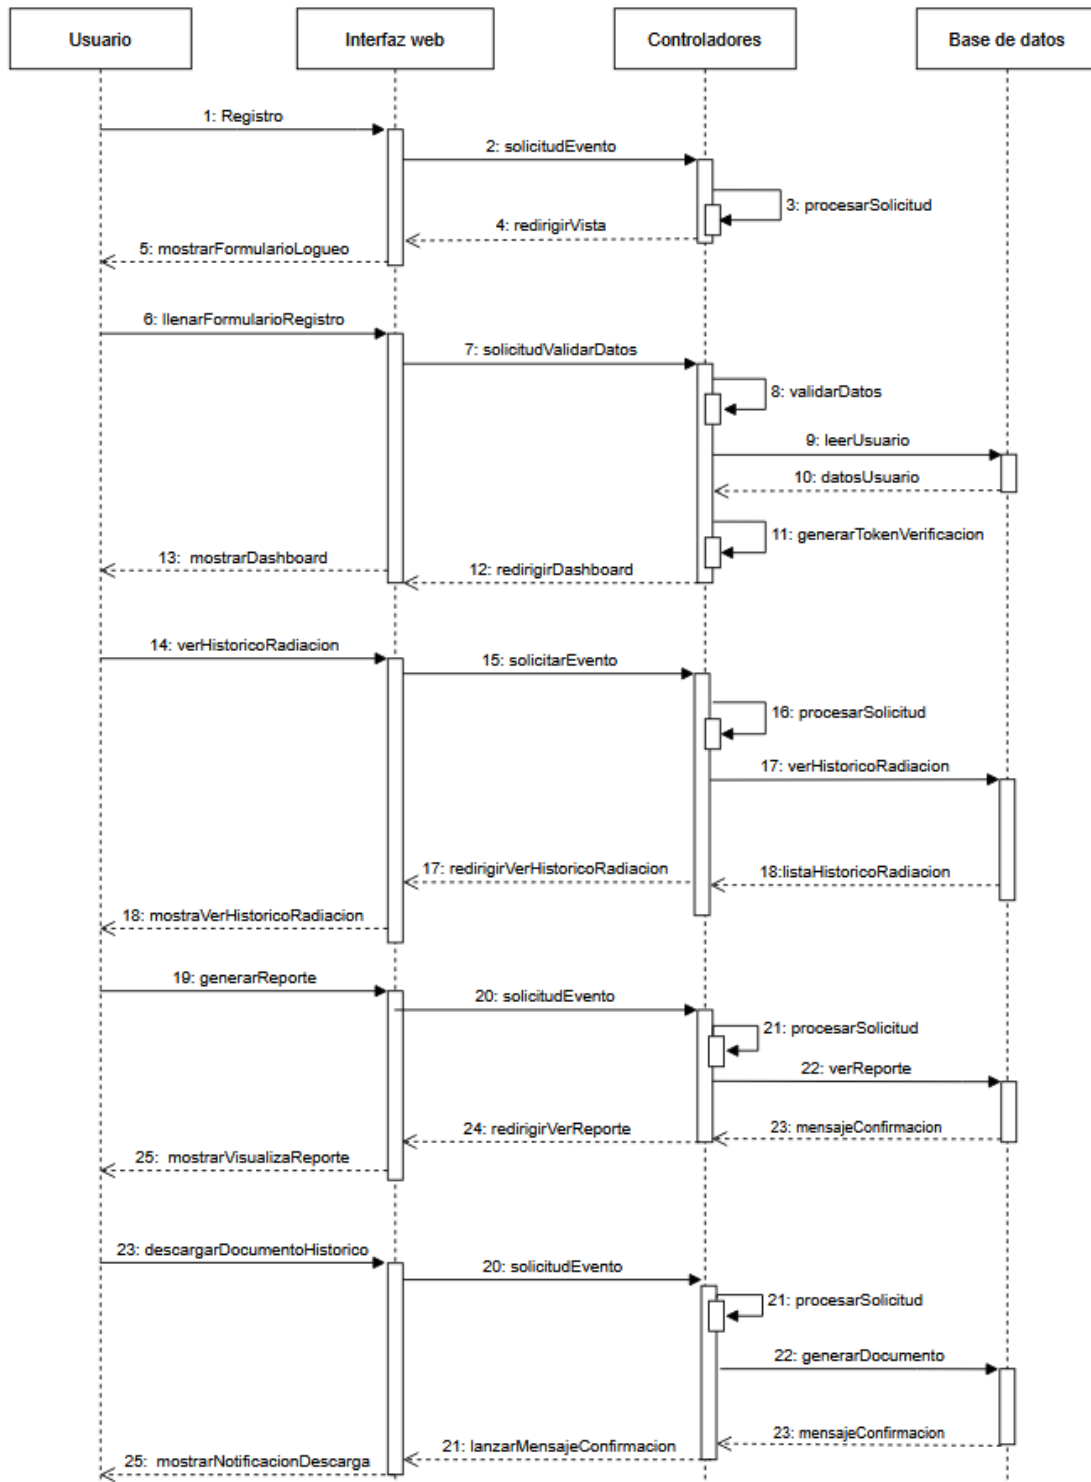 Usuario
Interfaz web
Controladores
Base de datos
1: Registro
2: solicitudEvento
3: procesarSolicitud
4: redirigirVista
5: mostrarFormularioLogueo
6: llenarFormularioRegistro
7: solicitudValidarDatos
8: validarDatos
9: leerUsuario
10: datosUsuario
11: generarTokenVerificacion
13: mostrarDashboard
12: redirigirDashboard
14: verHistoricoRadiacion
15: solicitarEvento
16: procesarSolicitud
17: verHistoricoRadiacion
17: redirigirVerHistoricoRadiacion
18:listaHistoricoRadiacion
18: mostraVerHistoricoRadiacion
19: generarReporte
20: solicitudEvento
21: procesarSolicitud
22: verReporte
24: redirigirVerReporte
23: mensajeConfirmacion
25: mostrarVisualizaReporte
23: descargarDocumentoHistorico
20: solicitudEvento
21: procesarSolicitud
22: generarDocumento
23: mensajeConfirmacion
21: lanzarMensajeConfirmacion
25: mostrarNotificacionDescarga